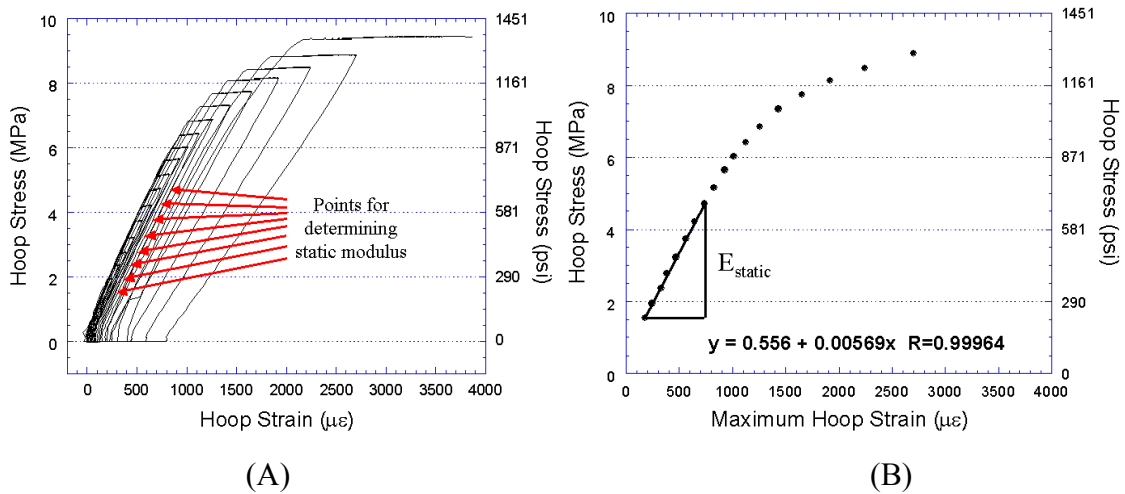 10
8
6
4
2
0
Hoop Stress (MPa)
1451
1161
871
581
290
0
Hoop Stress (psi)
Points for
determining
static modulus
0 500 1000 1500 2000 2500 3000 3500 4000
Hoop Strain (με)
(A)
10
8
6
4
2
0
Hoop Stress (MPa)
1451
1161
871
581
290
0
Hoop Stress (psi)
E static
y = 0.556 + 0.00569x R=0.99964
0 500 1000 1500 2000 2500 3000 3500 4000
Maximum Hoop Strain (με)
(B)